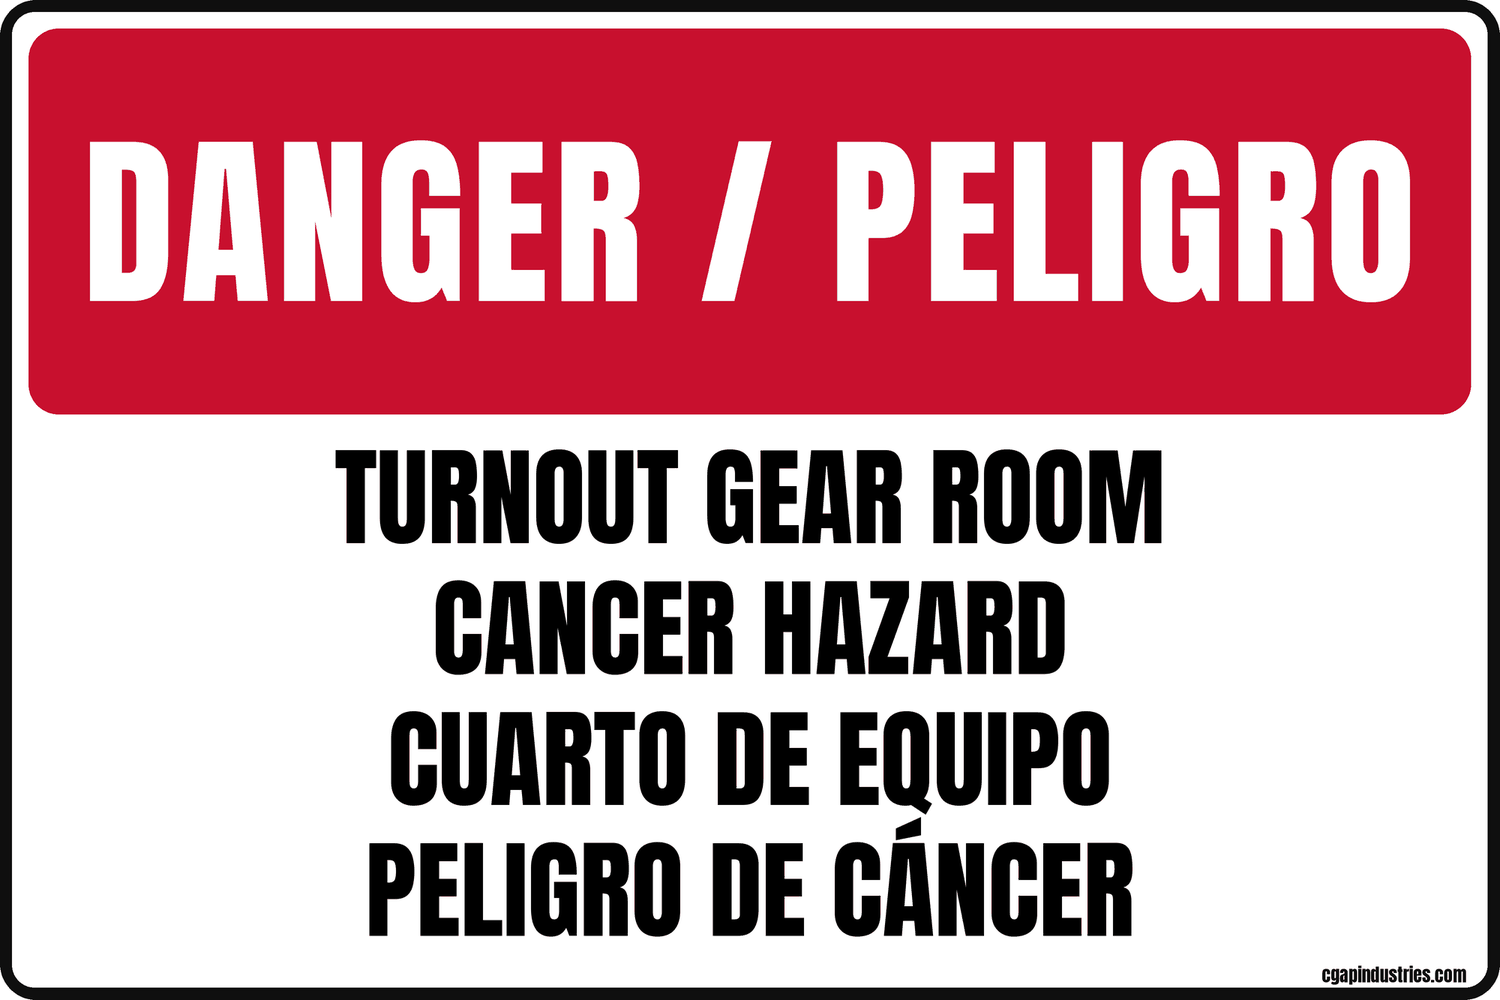 DANGER / PELIGRO
TURNOUT GEAR ROOM
CANCER HAZARD
CUARTO DE EQUIPO
PELIGRO DE CÁNCER
cgapindustries.com